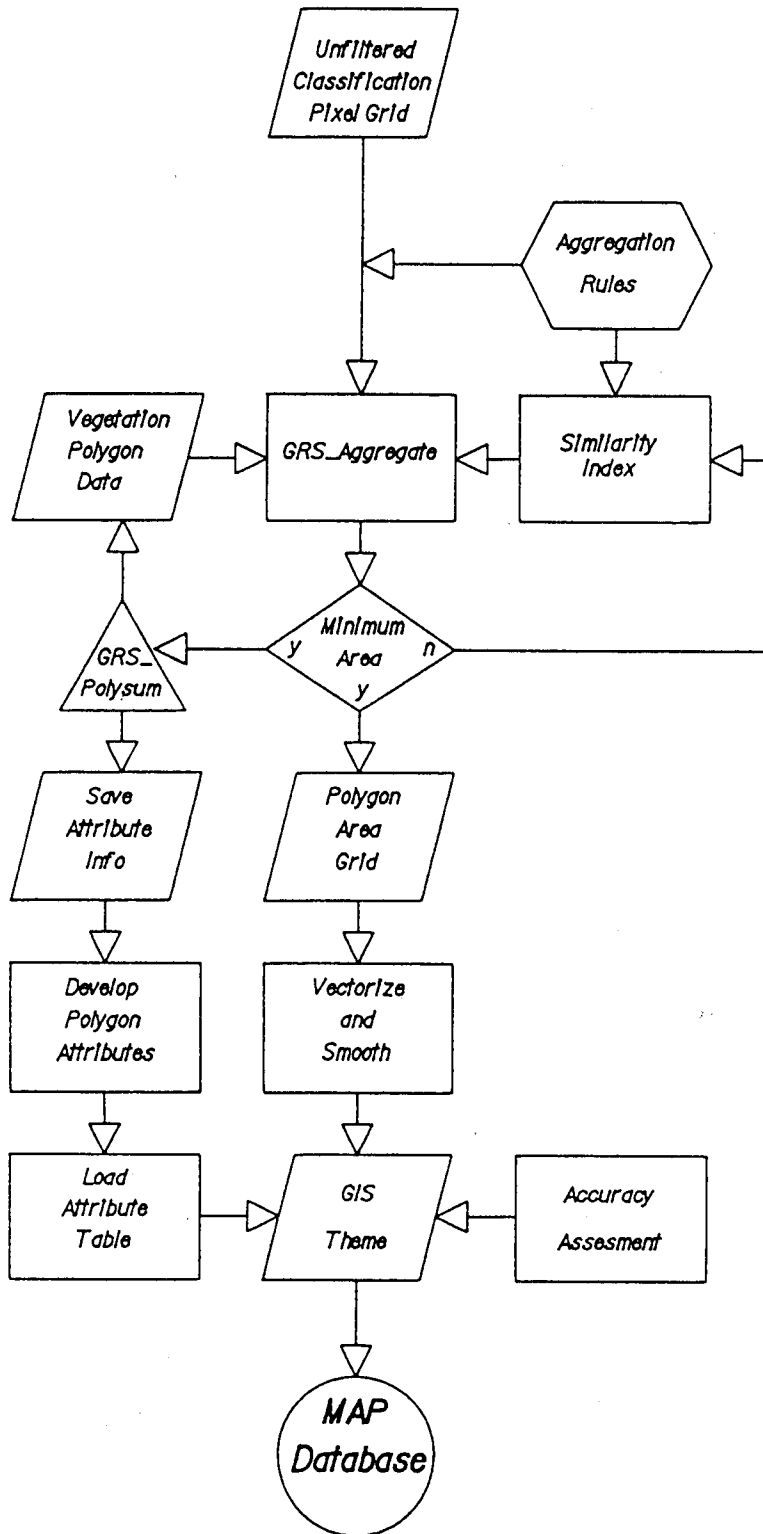 Unfiltered
Classification
Pixel Grid
Aggregation
Rules
Vegetation
Polygon
Data
GRS_Aggregate
Similarity
Index
GRS_
Polysum
y
Minimum
Area
y
n
Save
Attribute
Info
Polygon
Area
Grid
Develop
Polygon
Attributes
Vectorize
and
Smooth
Load
Attribute
Table
GIS
Theme
Accuracy
Assesment
MAP
Database